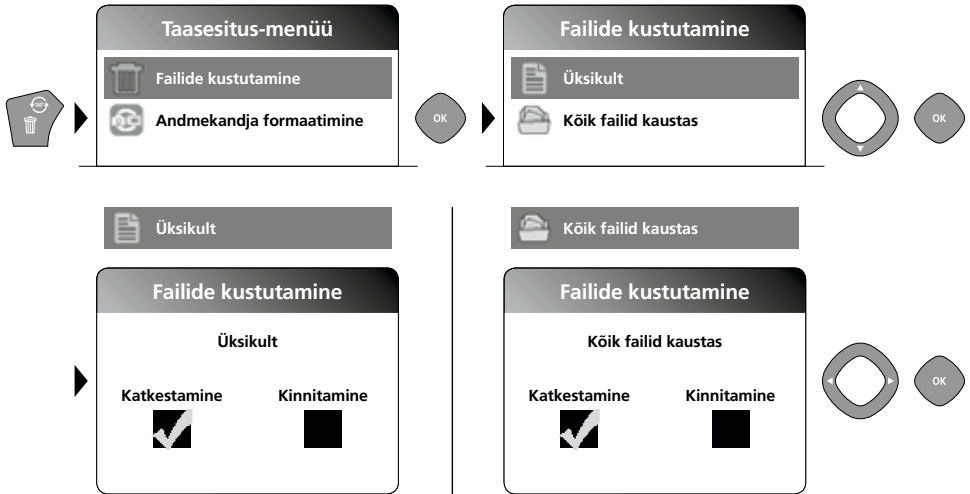 Taasesitus-menüü
Failide kustutamine
Andmekandja formaatimine
180°
OK
Failide kustutamine
Üksikult
Kõik failid kaustas
OK
Üksikult
Failide kustutamine
Üksikult
Katkestamine Kinnitamine
Kõik failid kaustas
Failide kustutamine
Kõik failid kaustas
Katkestamine Kinnitamine
OK